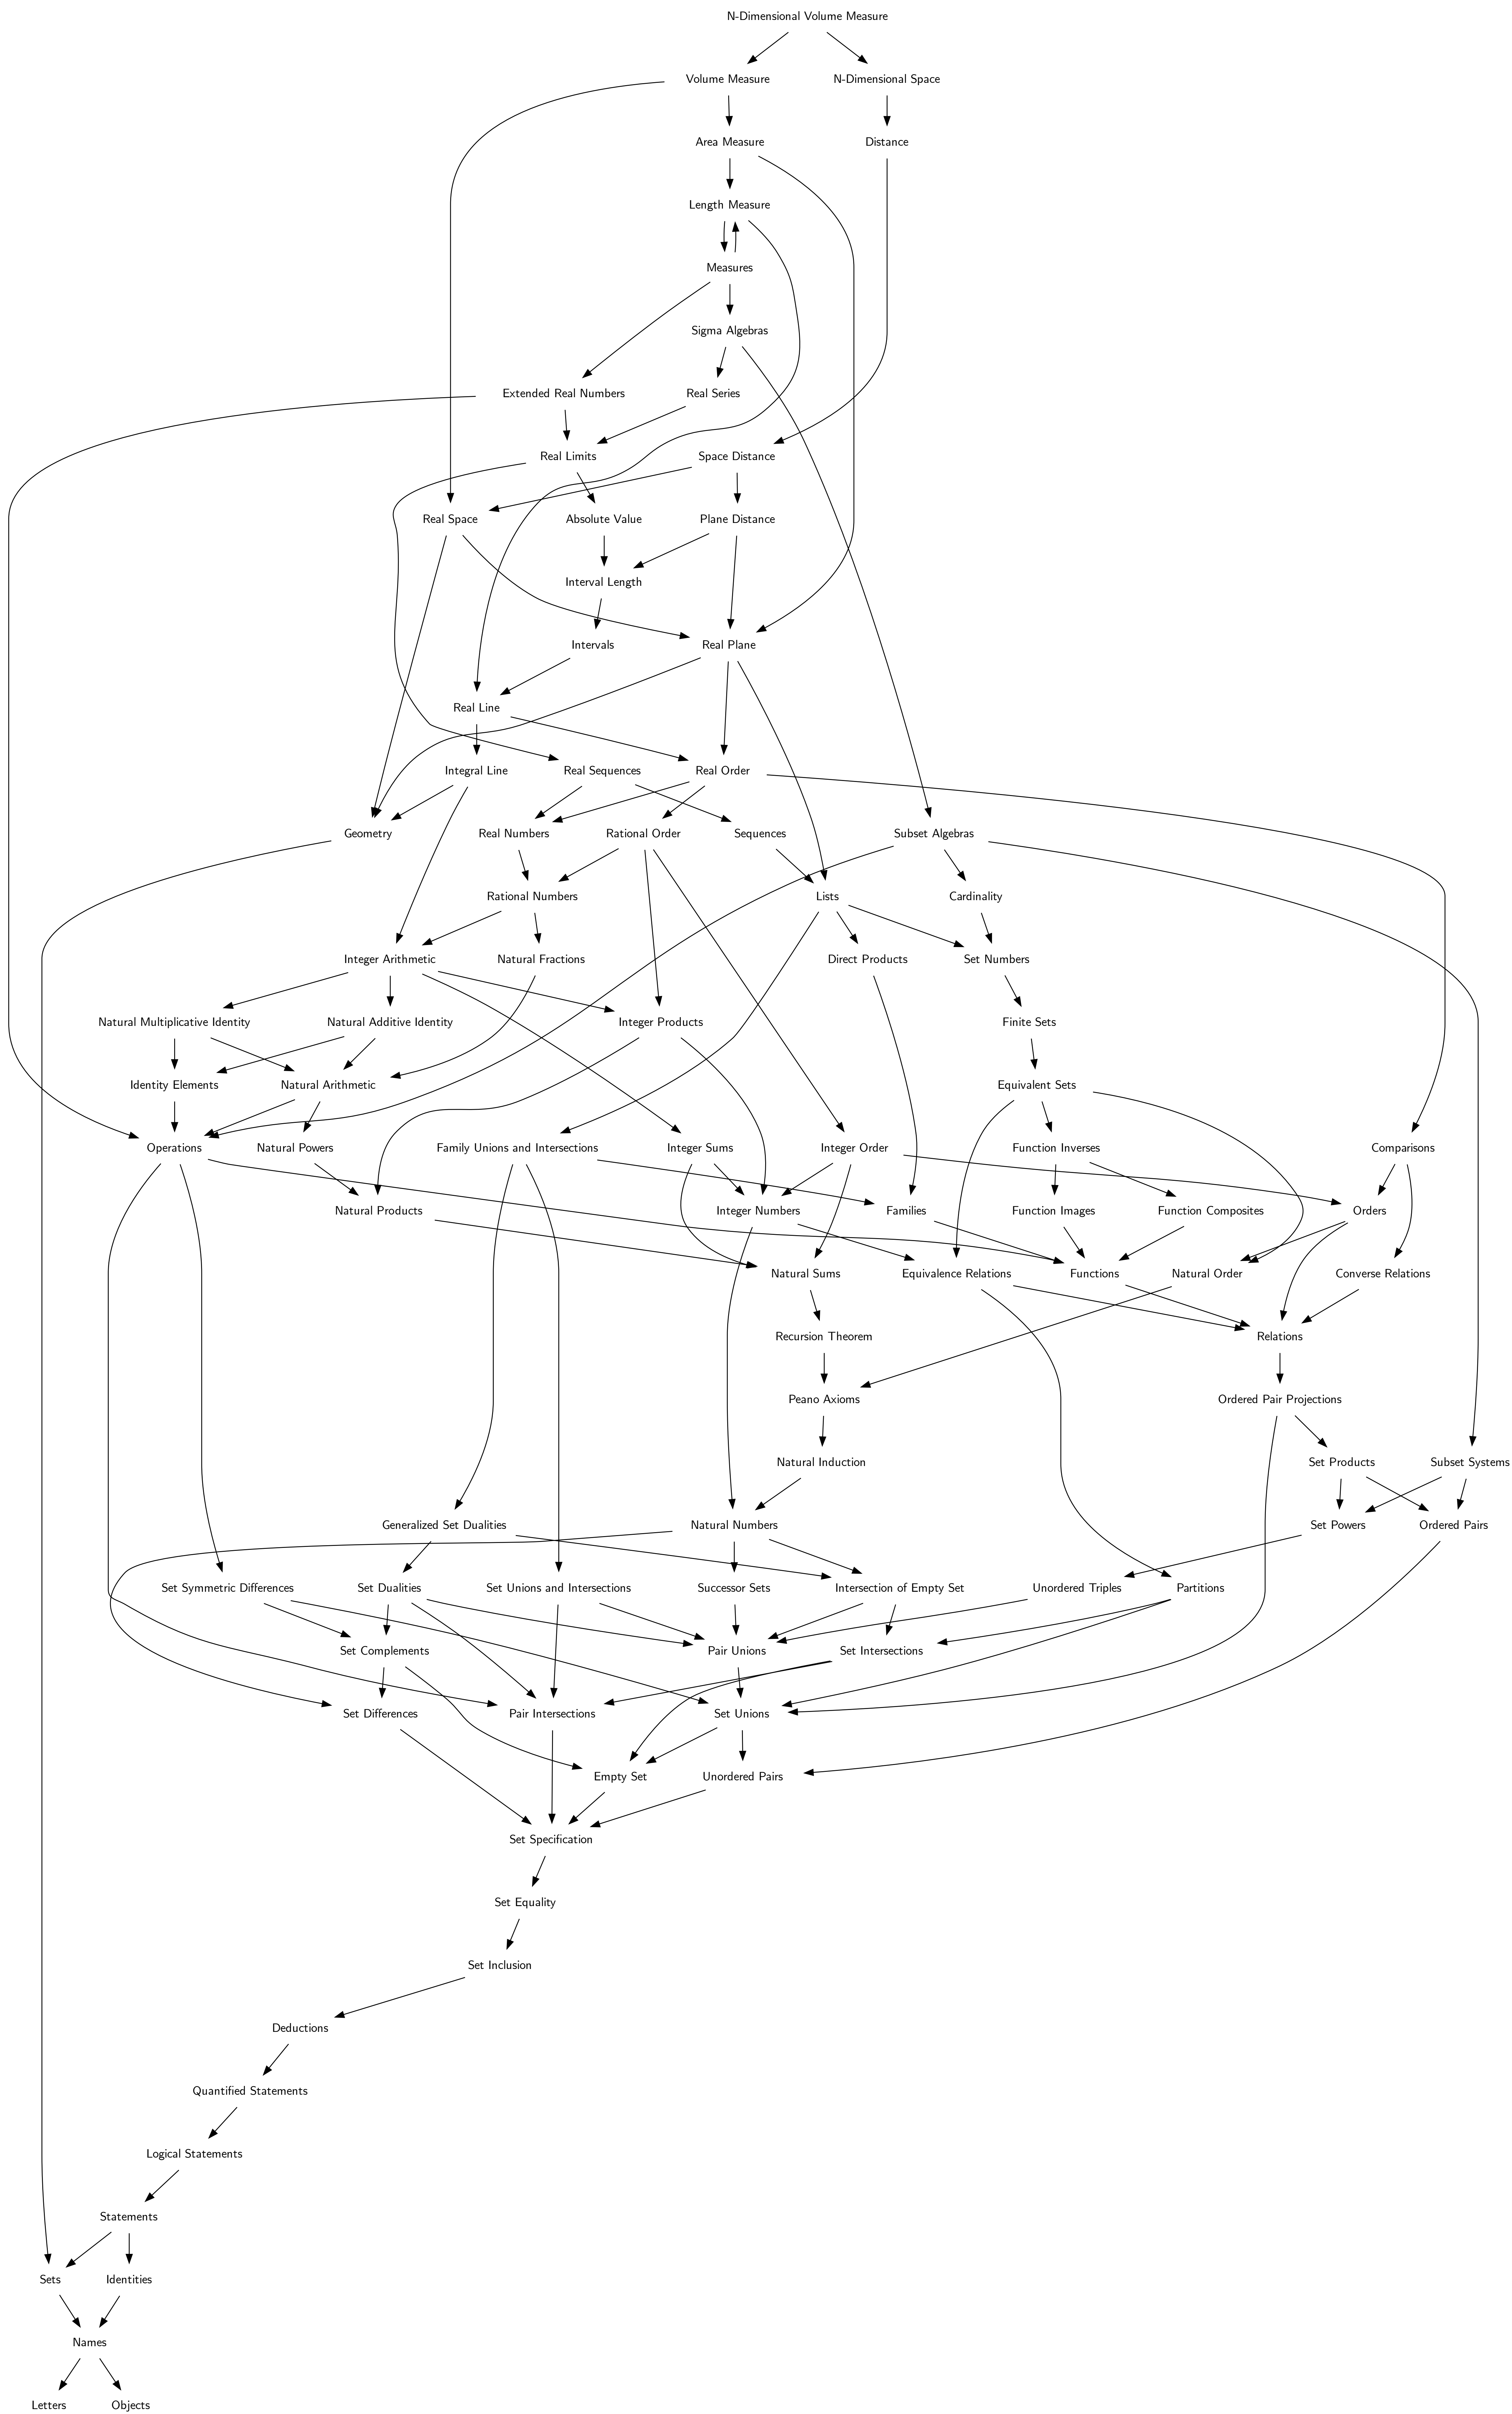 N-Dimensional Volume Measure
Volume Measure
N-Dimensional Space
Area Measure
Distance
Length Measure
Measures
Sigma Algebras
Extended Real Numbers
Real Series
Real Limits
Space Distance
Real Space
Absolute Value
Plane Distance
Interval Length
Intervals
Real Plane
Real Line
Integral Line
Real Sequences
Real Order
Geometry
Real Numbers
Rational Order
Sequences
Subset Algebras
Rational Numbers
Lists
Cardinality
Integer Arithmetic
Natural Fractions
Direct Products
Set Numbers
Natural Multiplicative Identity
Natural Additive Identity
Integer Products
Finite Sets
Identity Elements
Natural Arithmetic
Equivalent Sets
Operations
Natural Powers
Family Unions and Intersections
Integer Sums
Integer Order
Function Inverses
Comparisons
Natural Products
Integer Numbers
Families
Function Images
Function Composites
Orders
Natural Sums
Equivalence Relations
Functions
Natural Order
Converse Relations
Recursion Theorem
Relations
Peano Axioms
Ordered Pair Projections
Natural Induction
Set Products
Subset Systems
Generalized Set Dualities
Natural Numbers
Set Powers
Ordered Pairs
Set Symmetric Differences
Set Dualities
Set Unions and Intersections
Successor Sets
Intersection of Empty Set
Unordered Triples
Partitions
Set Complements
Pair Unions
Set Intersections
Set Differences
Pair Intersections
Set Unions
Empty Set
Unordered Pairs
Set Specification
Set Equality
Set Inclusion
Deductions
Quantified Statements
Logical Statements
Statements
Sets
Identities
Names
Letters
Objects